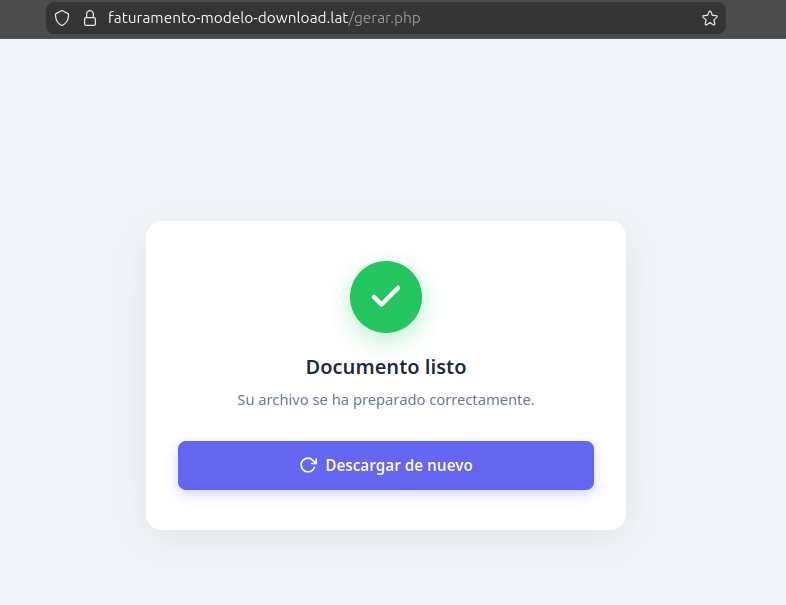 faturamento-modelo-download.lat/gerar.php
Documento listo
Su archivo se ha preparado correctamente.
Descargar de nuevo